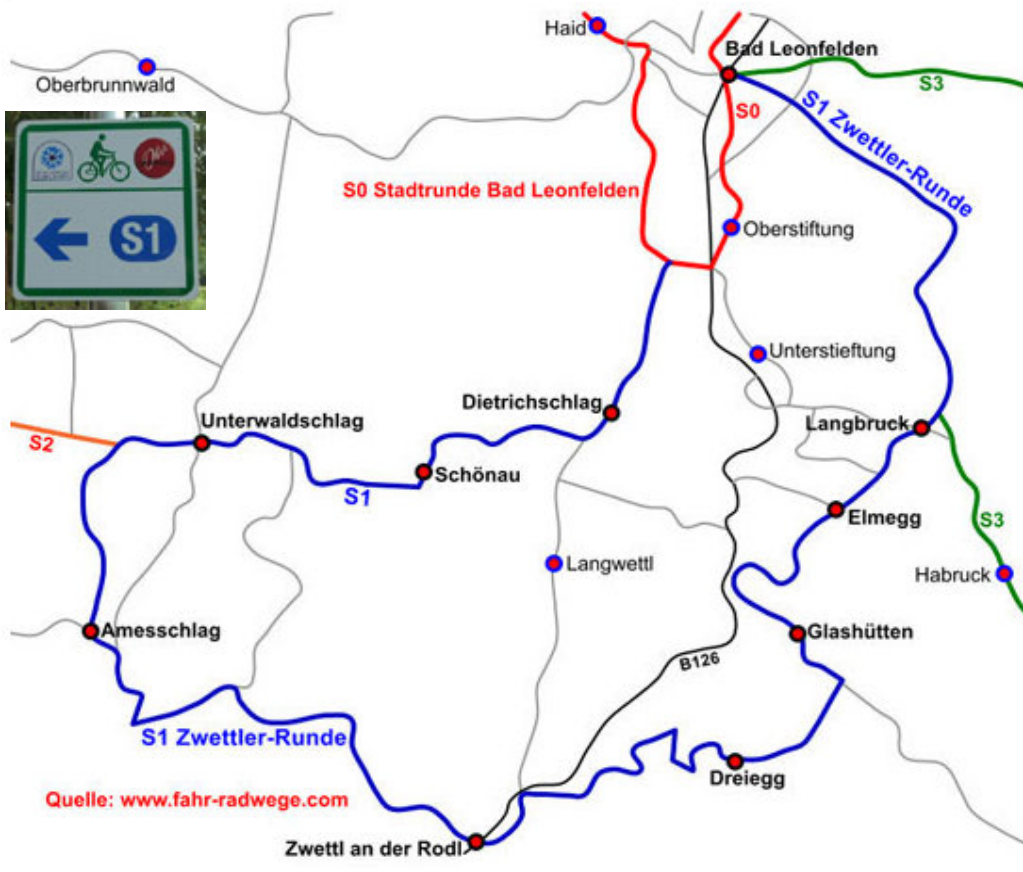 Haid
Bad Leonfelden
Oberbrunnwald
S3
S0
S1 Zwettler-Runde
S1
S0 Stadtrunde Bad Leonfelden
Oberstiftung
Unterstieftung
Dietrichschlag
Unterwaldschlag
Langbruck
S2
Schönau
S1
Elmegg
S3
Langwettl
Habruck
Amesschlag
Glashütten
B126
S1 Zwettler-Runde
Dreiegg
Quelle: www.fahr-radwege.com
Zwettl an der Rodl